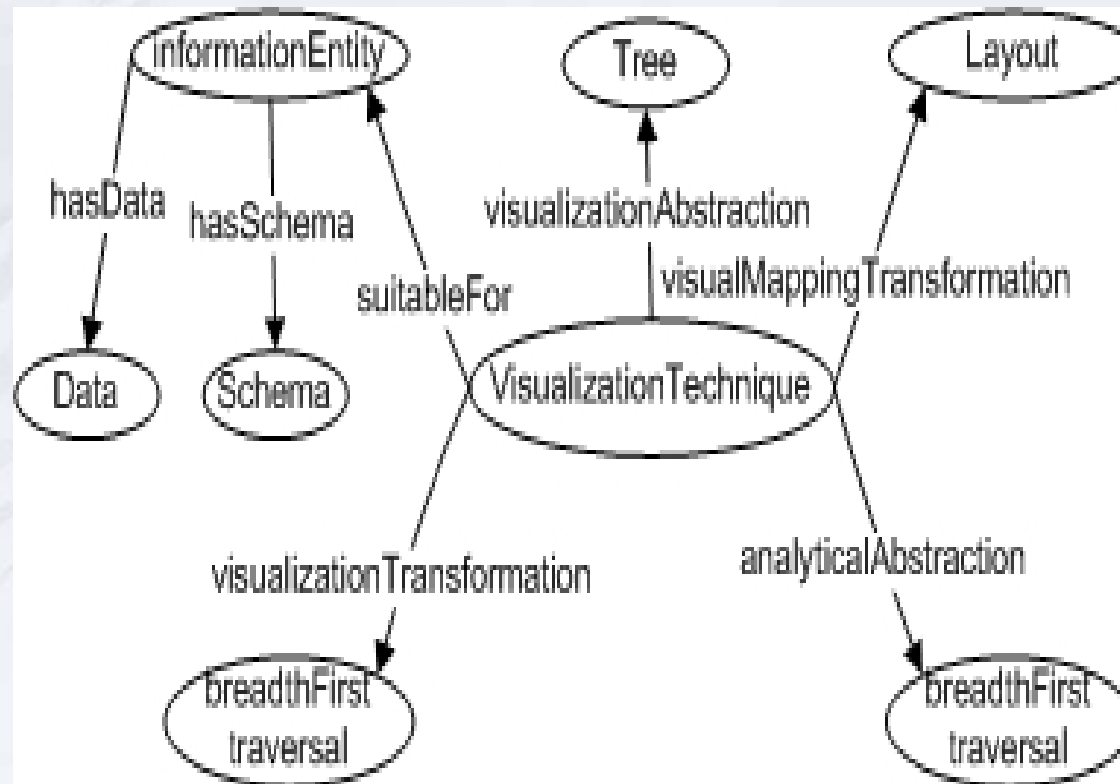 informationEntity
Tree
Layout
hasData
hasSchema
visualizationAbstraction
suitableFor
visualMappingTransformation
Data
Schema
VisualizationTechnique
visualizationTransformation
analyticalAbstraction
breadthFirst
traversal
breadthFirst
traversal